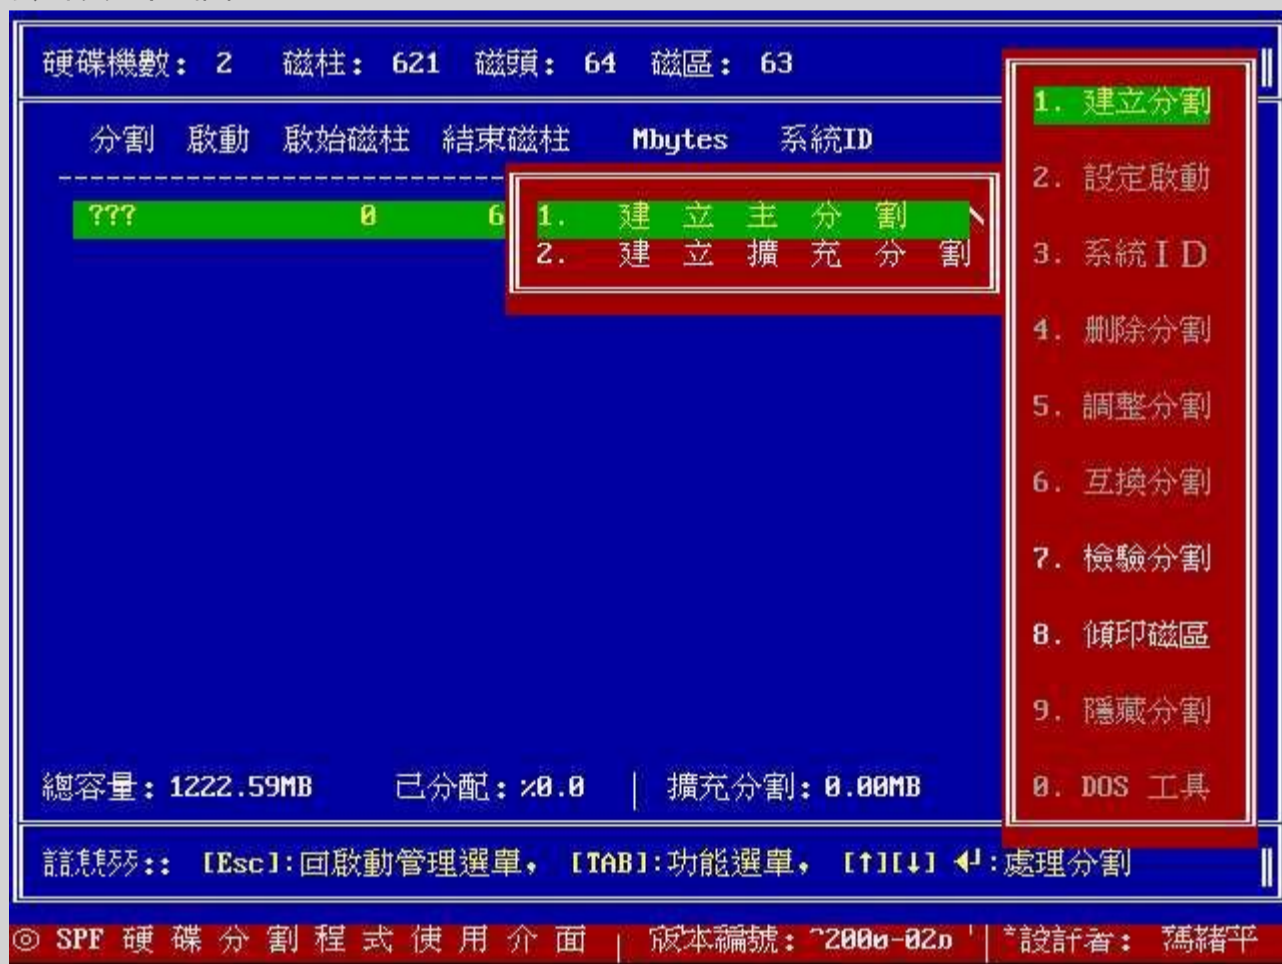 硬碟機數: 2 磁柱: 621 磁頭: 64 磁區: 63
分割 啟動 啟始磁柱 結束磁柱 Mbytes 系統ID
??? 0 6
1. 建立主分割
2. 建立擴充分割
1. 建立分割
2. 設定啟動
3. 系統ID
4. 刪除分割
5. 調整分割
6. 互換分割
7. 檢驗分割
8. 傾印磁區
9. 隱藏分割
0. DOS 工具
總容量: 1222.59MB 已分配: %0.0 | 擴充分割: 0.00MB
[Esc]:回啟動管理選單, [TAB]:功能選單, [↑][↓] ↲:處理分割
◎ SPF 硬碟分割程式使用介面 | 版本編號: | 設計者: